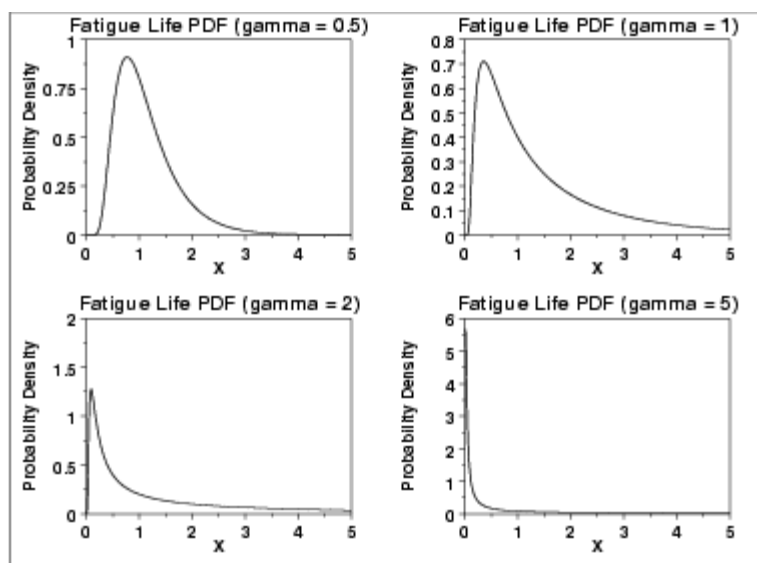 Fatigue Life PDF (gamma = 0.5)
Probability Density
1
0.75
0.5
0.25
0
0 1 2 3 4 5
X
Fatigue Life PDF (gamma = 1)
Probability Density
0.8
0.7
0.6
0.5
0.4
0.3
0.2
0.1
0
0 1 2 3 4 5
X
Fatigue Life PDF (gamma = 2)
Probability Density
2
1.5
1
0.5
0
0 1 2 3 4 5
X
Fatigue Life PDF (gamma = 5)
Probability Density
6
5
4
3
2
1
0
0 1 2 3 4 5
X